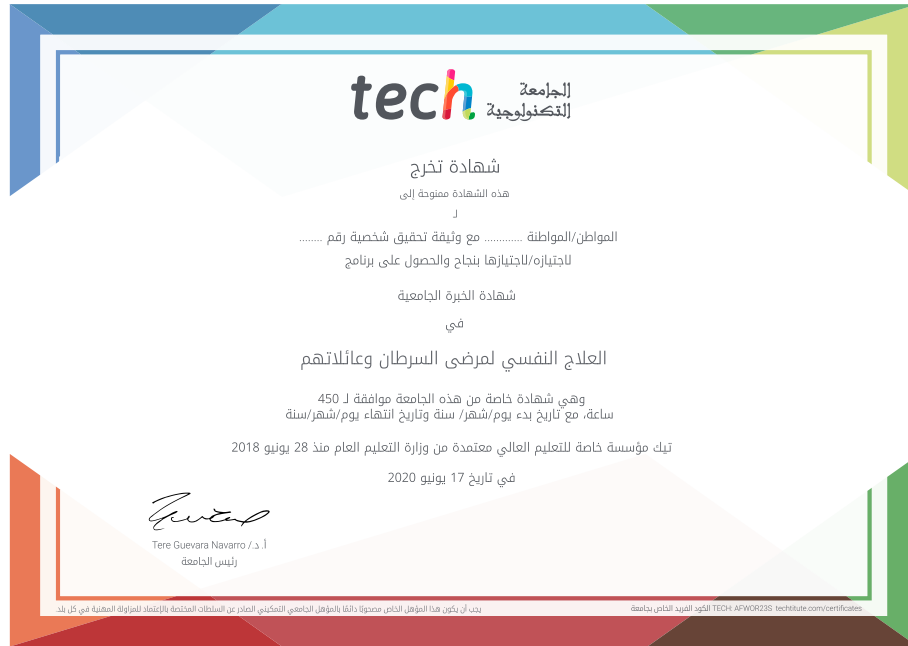 tech الجامعة التكنولوجية
شهادة تخرج
هذه الشهادة ممنوحة إلى
لـ
المواطن/المواطنة ............ مع وثيقة تحقيق شخصية رقم ........
لاجتيازه/لاجتيازها بنجاح والحصول على برنامج
شهادة الخبرة الجامعية
في
العلاج النفسي لمرضى السرطان وعائلاتهم
وهي شهادة خاصة من هذه الجامعة موافقة لـ 450
ساعة، مع تاريخ بدء يوم/شهر/ سنة وتاريخ انتهاء يوم/شهر/سنة
تيك مؤسسة خاصة للتعليم العالي معتمدة من وزارة التعليم العام منذ 28 يونيو 2018
في تاريخ 17 يونيو 2020
أ. د./ Tere Guevara Navarro
رئيس الجامعة
يجب أن يكون هذا المؤهل الخاص مصحوبًا دائمًا بالمؤهل الجامعي التمكيني الصادر عن السلطات المختصة بالإعتماد للمزاولة المهنية في كل بلد.
الكود الفريد الخاص بجامعة TECH: AFWOR23S techtitute.com/certificates